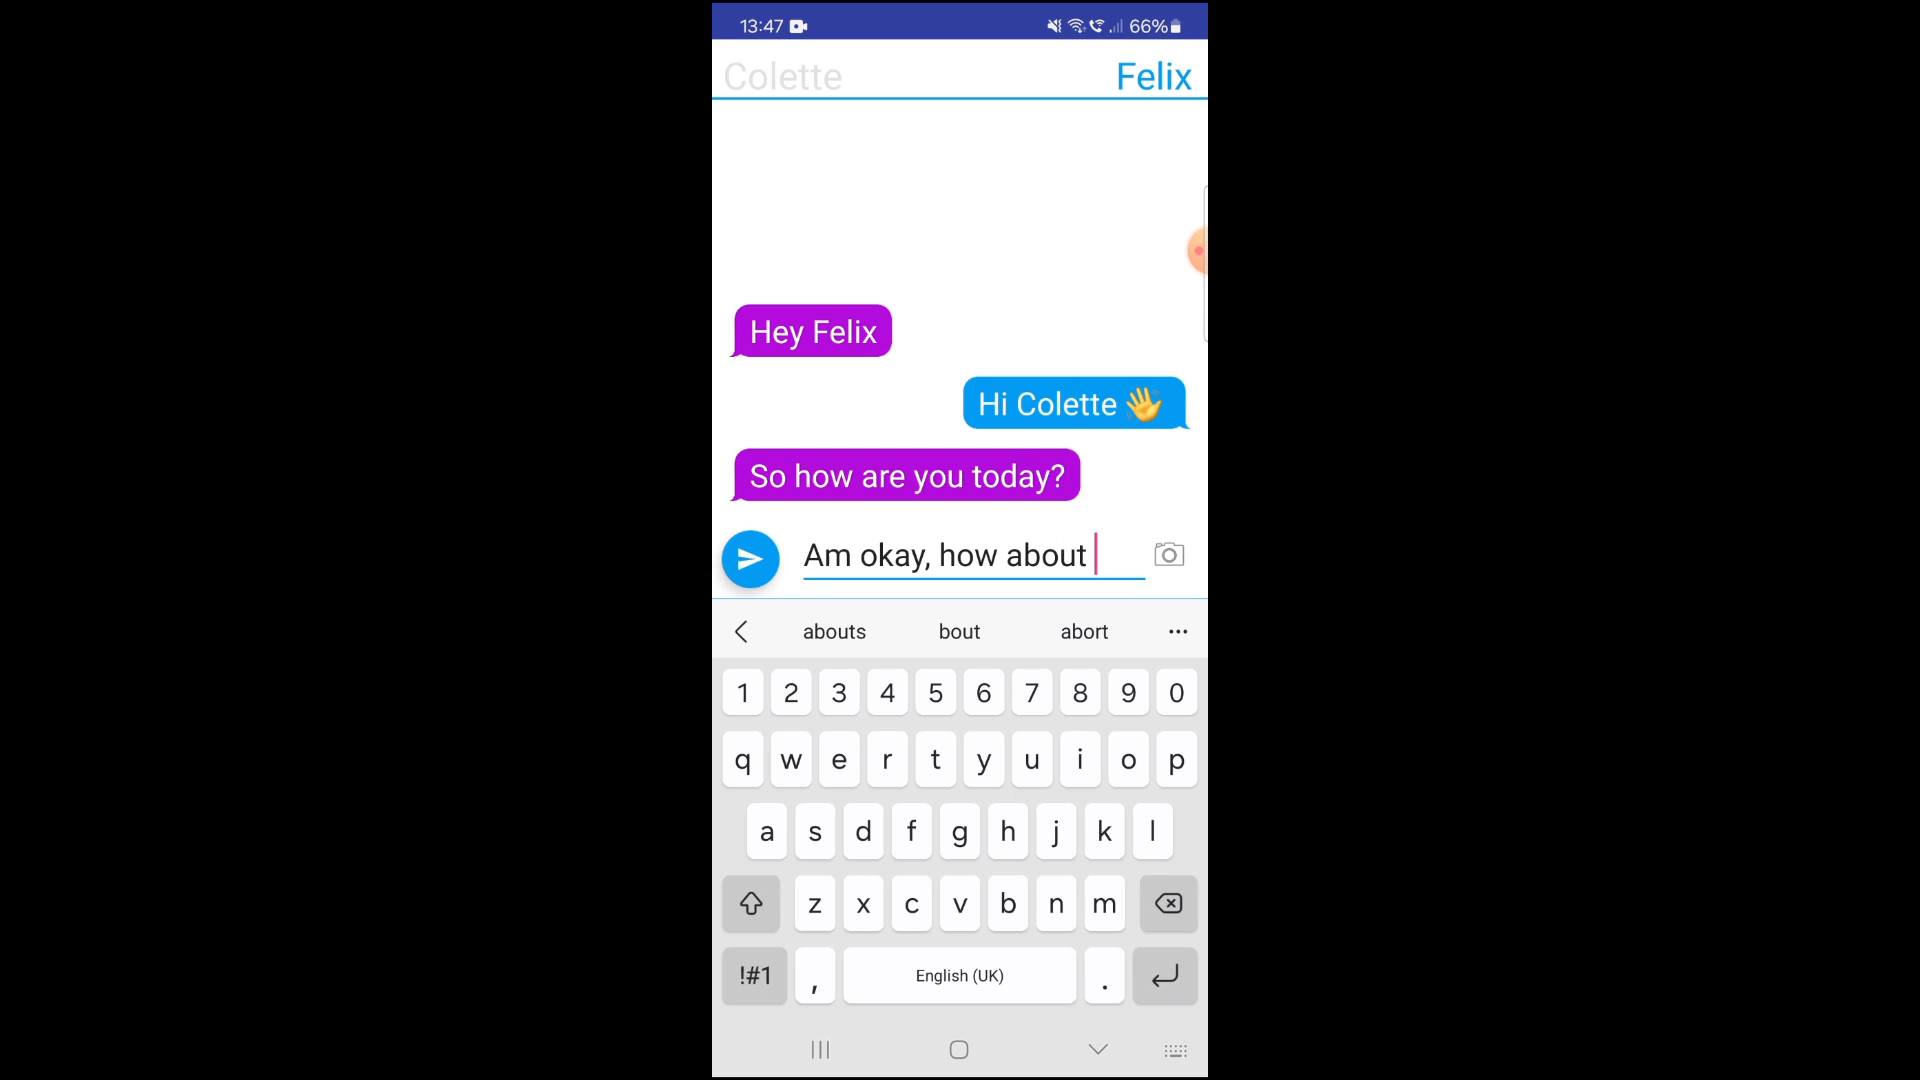 13:47 66%
Colette Felix
Hey Felix
Hi Colette 👋
So how are you today?
Am okay, how about
abouts bout abort
1 2 3 4 5 6 7 8 9 0
q w e r t y u i o p
a s d f g h j k l
z x c v b n m
!#1 , English (UK) .